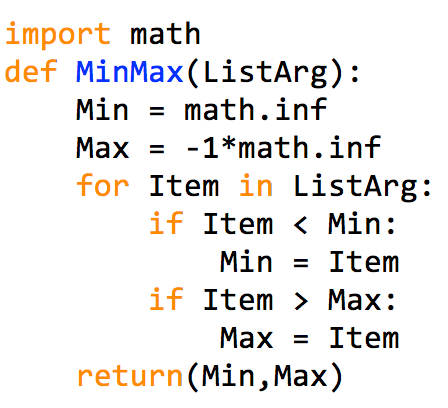 import math
def MinMax(ListArg):
    Min = math.inf
    Max = -1*math.inf
    for Item in ListArg:
        if Item < Min:
            Min = Item
        if Item > Max:
            Max = Item
    return(Min,Max)